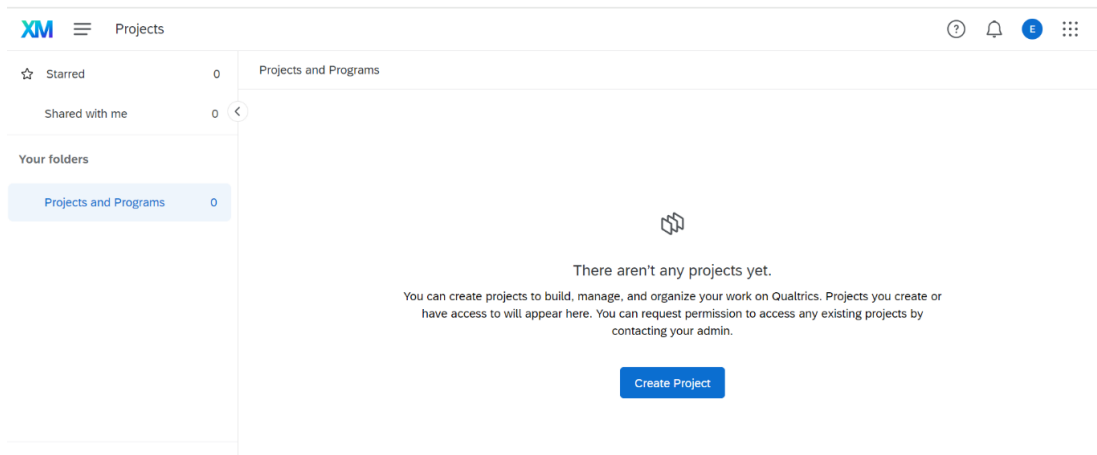 XM Projects ? E
Starred 0
Shared with me 0
Your folders
Projects and Programs 0
Projects and Programs
There aren't any projects yet.
You can create projects to build, manage, and organize your work on Qualtrics. Projects you create or
have access to will appear here. You can request permission to access any existing projects by
contacting your admin.
Create Project